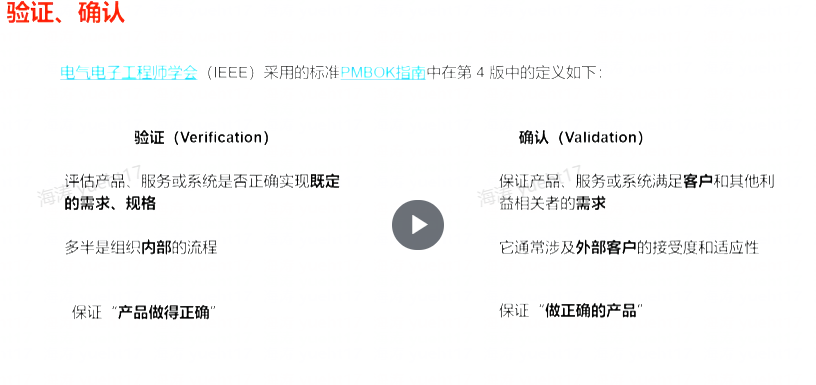 验证、确认
电气电子工程师学会（IEEE）采用的标准PMBOK指南中在第 4 版中的定义如下：
验证（Verification）
评估产品、服务或系统是否正确实现既定
的需求、规格
多半是组织内部的流程
保证“产品做得正确”
确认（Validation）
保证产品、服务或系统满足客户和其他利
益相关者的需求
它通常涉及外部客户的接受度和适应性
保证“做正确的产品”